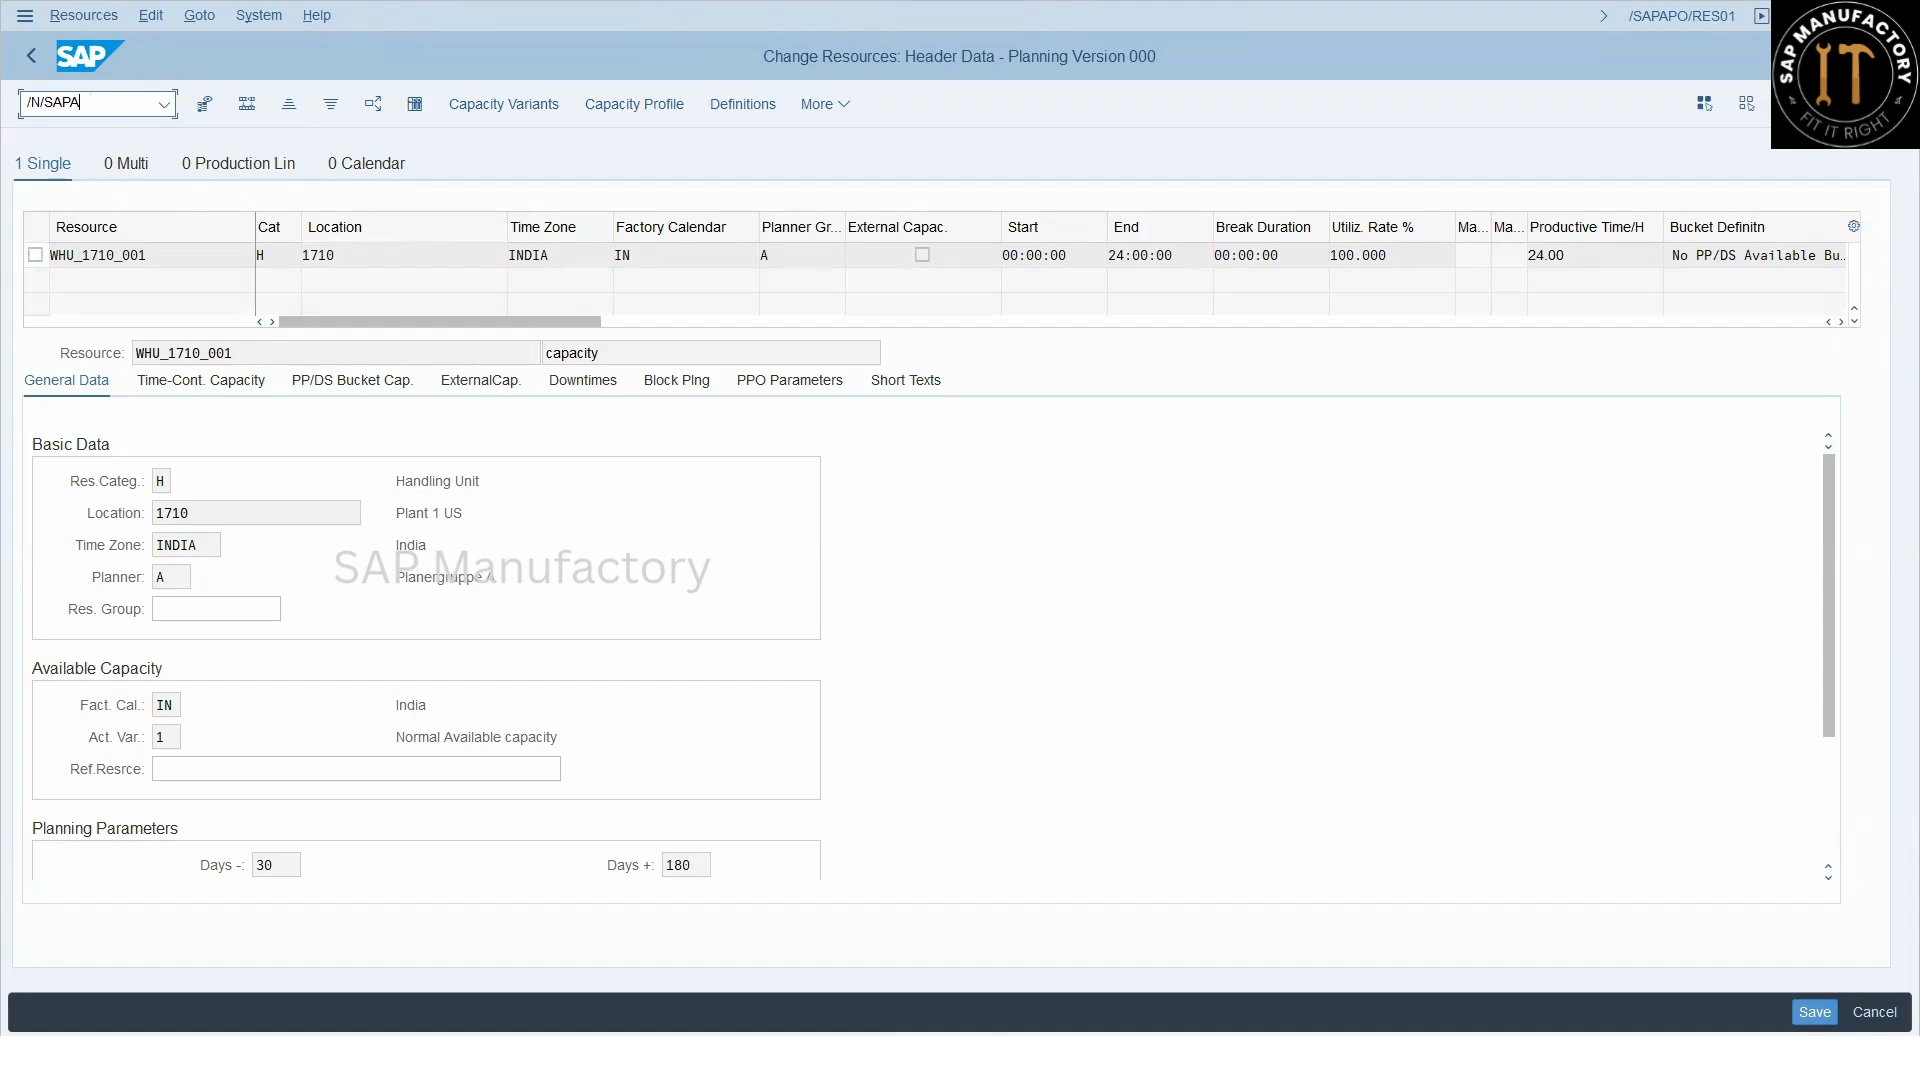 Resources Edit Goto System Help /SAPAPO/RES01
SAP Change Resources: Header Data - Planning Version 000
/N/SAPA Capacity Variants Capacity Profile Definitions More
SAP MANUFACTORY
IT
FIT IT RIGHT
1 Single 0 Multi 0 Production Lin 0 Calendar
Resource Cat Location Time Zone Factory Calendar Planner Gr... External Capac. Start End Break Duration Utiliz. Rate % Ma... Ma... Productive Time/H Bucket Definitn
WHU_1710_001 H 1710 INDIA IN A 00:00:00 24:00:00 00:00:00 100.000 24.00 No PP/DS Available Bu...
Resource: WHU_1710_001 capacity
General Data Time-Cont. Capacity PP/DS Bucket Cap. ExternalCap. Downtimes Block Plng PPO Parameters Short Texts
Basic Data
Res.Categ.: H Handling Unit
Location: 1710 Plant 1 US
Time Zone: INDIA India
SAP Manufactory
Planner: A Planergruppe A
Res. Group:
Available Capacity
Fact. Cal.: IN India
Act. Var.: 1 Normal Available capacity
Ref.Resrce:
Planning Parameters
Days -: 30 Days +: 180
Save Cancel